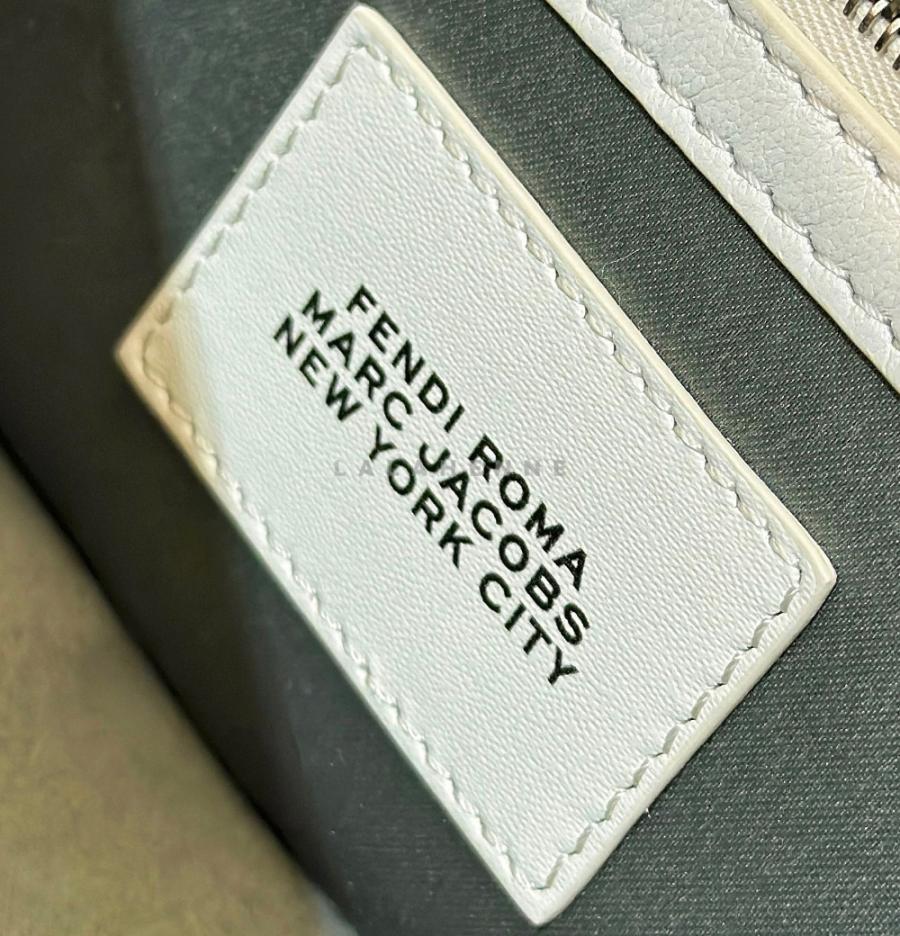 FENDI ROMA
MARC JACOBS
NEW YORK CITY